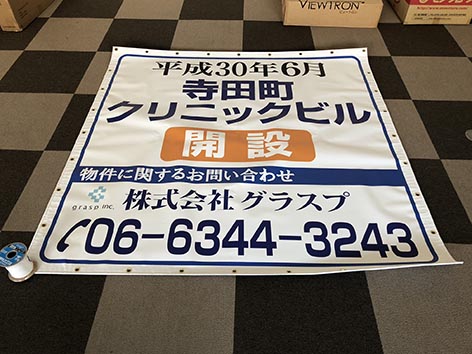 VIEWTRON
平成30年6月
寺田町
クリニックビル
開設
物件に関するお問い合わせ
grasp inc.
株式会社 グラスプ
06-6344-3243